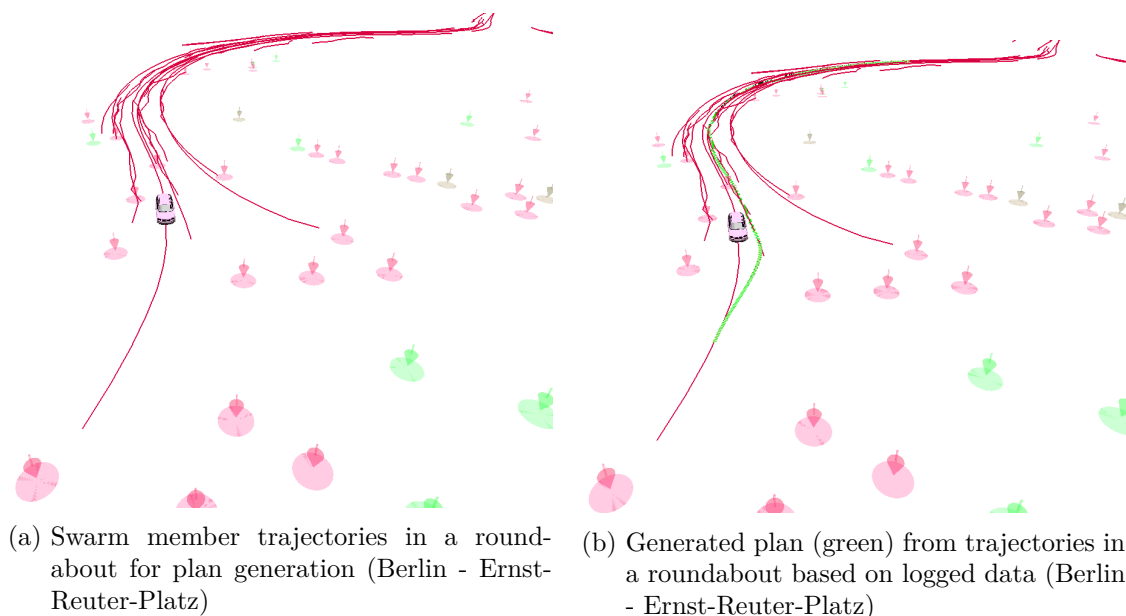 (a) Swarm member trajectories in a round-
about for plan generation (Berlin - Ernst-
Reuter-Platz)
(b) Generated plan (green) from trajectories in
a roundabout based on logged data (Berlin
- Ernst-Reuter-Platz)